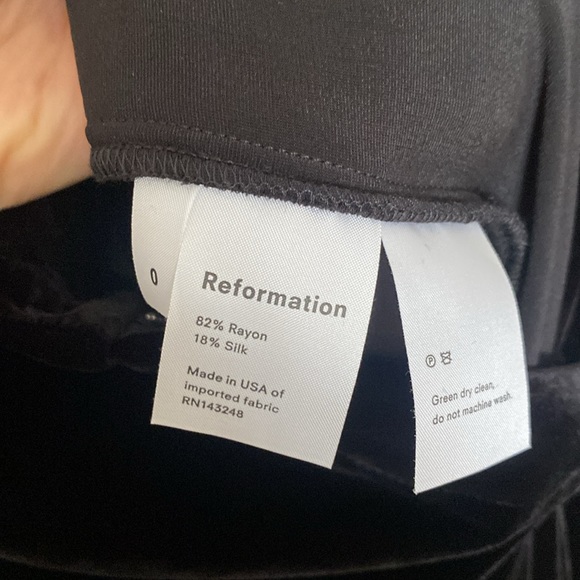 0
Reformation
82% Rayon
18% Silk
Made in USA of
imported fabric
RN143248
P
Green dry clean,
do not machine wash.